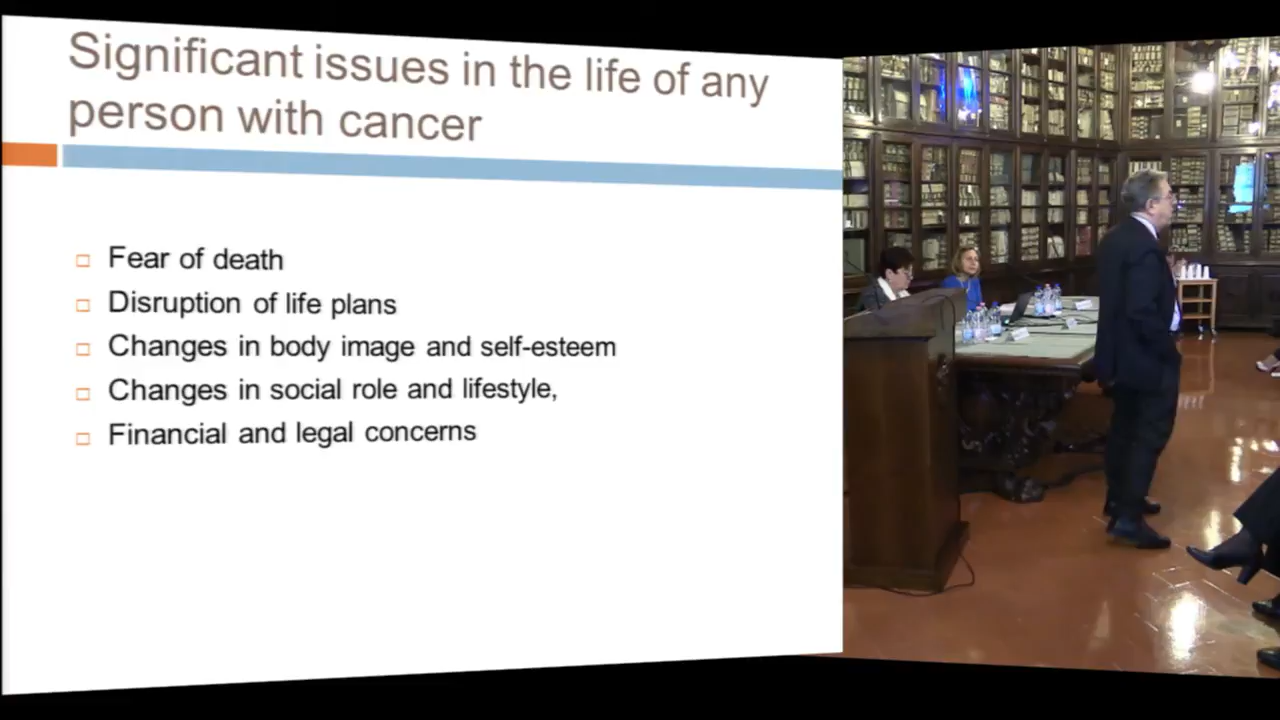 Significant issues in the life of any
person with cancer
Fear of death
Disruption of life plans
Changes in body image and self-esteem
Changes in social role and lifestyle,
Financial and legal concerns